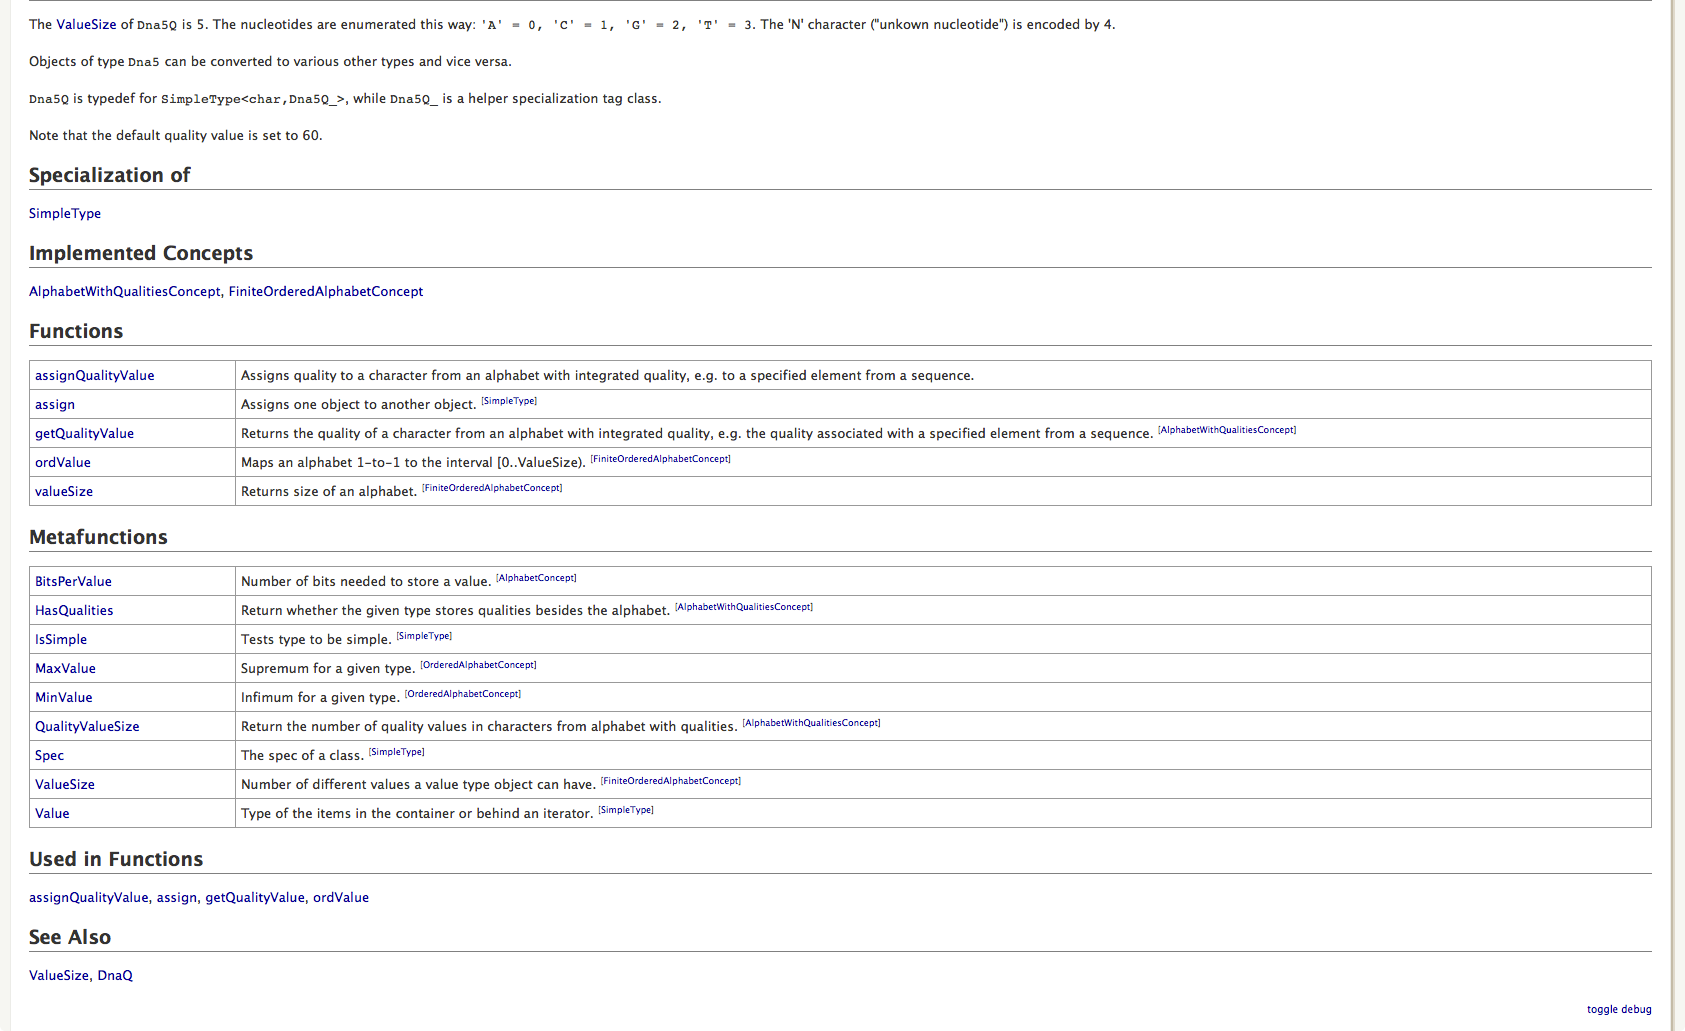 The ValueSize of Dna5Q is 5. The nucleotides are enumerated this way: 'A' = 0, 'C' = 1, 'G' = 2, 'T' = 3. The 'N' character ("unkown nucleotide") is encoded by 4.
Objects of type Dna5 can be converted to various other types and vice versa.
Dna5Q is typedef for SimpleType<char,Dna5Q_>, while Dna5Q_ is a helper specialization tag class.
Note that the default quality value is set to 60.
Specialization of
SimpleType
Implemented Concepts
AlphabetWithQualitiesConcept, FiniteOrderedAlphabetConcept
Functions
assignQualityValue Assigns quality to a character from an alphabet with integrated quality, e.g. to a specified element from a sequence.
assign Assigns one object to another object. [SimpleType]
getQualityValue Returns the quality of a character from an alphabet with integrated quality, e.g. the quality associated with a specified element from a sequence. [AlphabetWithQualitiesConcept]
ordValue Maps an alphabet 1-to-1 to the interval [0..ValueSize). [FiniteOrderedAlphabetConcept]
valueSize Returns size of an alphabet. [FiniteOrderedAlphabetConcept]
Metafunctions
BitsPerValue Number of bits needed to store a value. [AlphabetConcept]
HasQualities Return whether the given type stores qualities besides the alphabet. [AlphabetWithQualitiesConcept]
IsSimple Tests type to be simple. [SimpleType]
MaxValue Supremum for a given type. [OrderedAlphabetConcept]
MinValue Infimum for a given type. [OrderedAlphabetConcept]
QualityValueSize Return the number of quality values in characters from alphabet with qualities. [AlphabetWithQualitiesConcept]
Spec The spec of a class. [SimpleType]
ValueSize Number of different values a value type object can have. [FiniteOrderedAlphabetConcept]
Value Type of the items in the container or behind an iterator. [SimpleType]
Used in Functions
assignQualityValue, assign, getQualityValue, ordValue
See Also
ValueSize, DnaQ
toggle debug